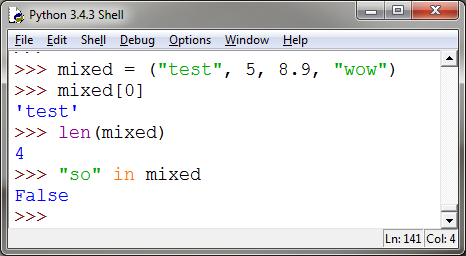 Python 3.4.3 Shell
File Edit Shell Debug Options Window Help
>>> mixed = ("test", 5, 8.9, "wow")
>>> mixed[0]
'test'
>>> len(mixed)
4
>>> "so" in mixed
False
>>>
Ln: 141 Col: 4